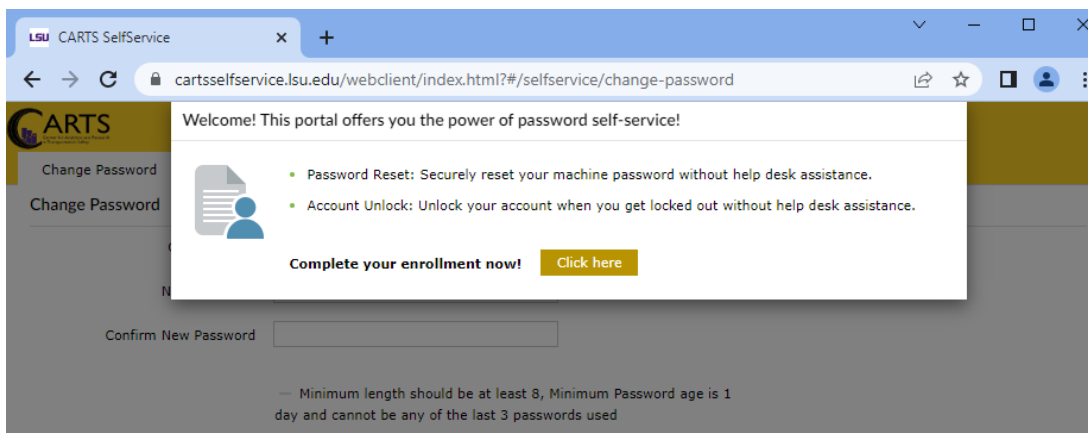 LSU CARTS SelfService
cartsselfservice.lsu.edu/webclient/index.html?#/selfservice/change-password
CARTS
Welcome! This portal offers you the power of password self-service!
Change Password
Password Reset: Securely reset your machine password without help desk assistance.
Change Password
Account Unlock: Unlock your account when you get locked out without help desk assistance.
Complete your enrollment now! Click here
N
Confirm New Password
Minimum length should be at least 8, Minimum Password age is 1
day and cannot be any of the last 3 passwords used